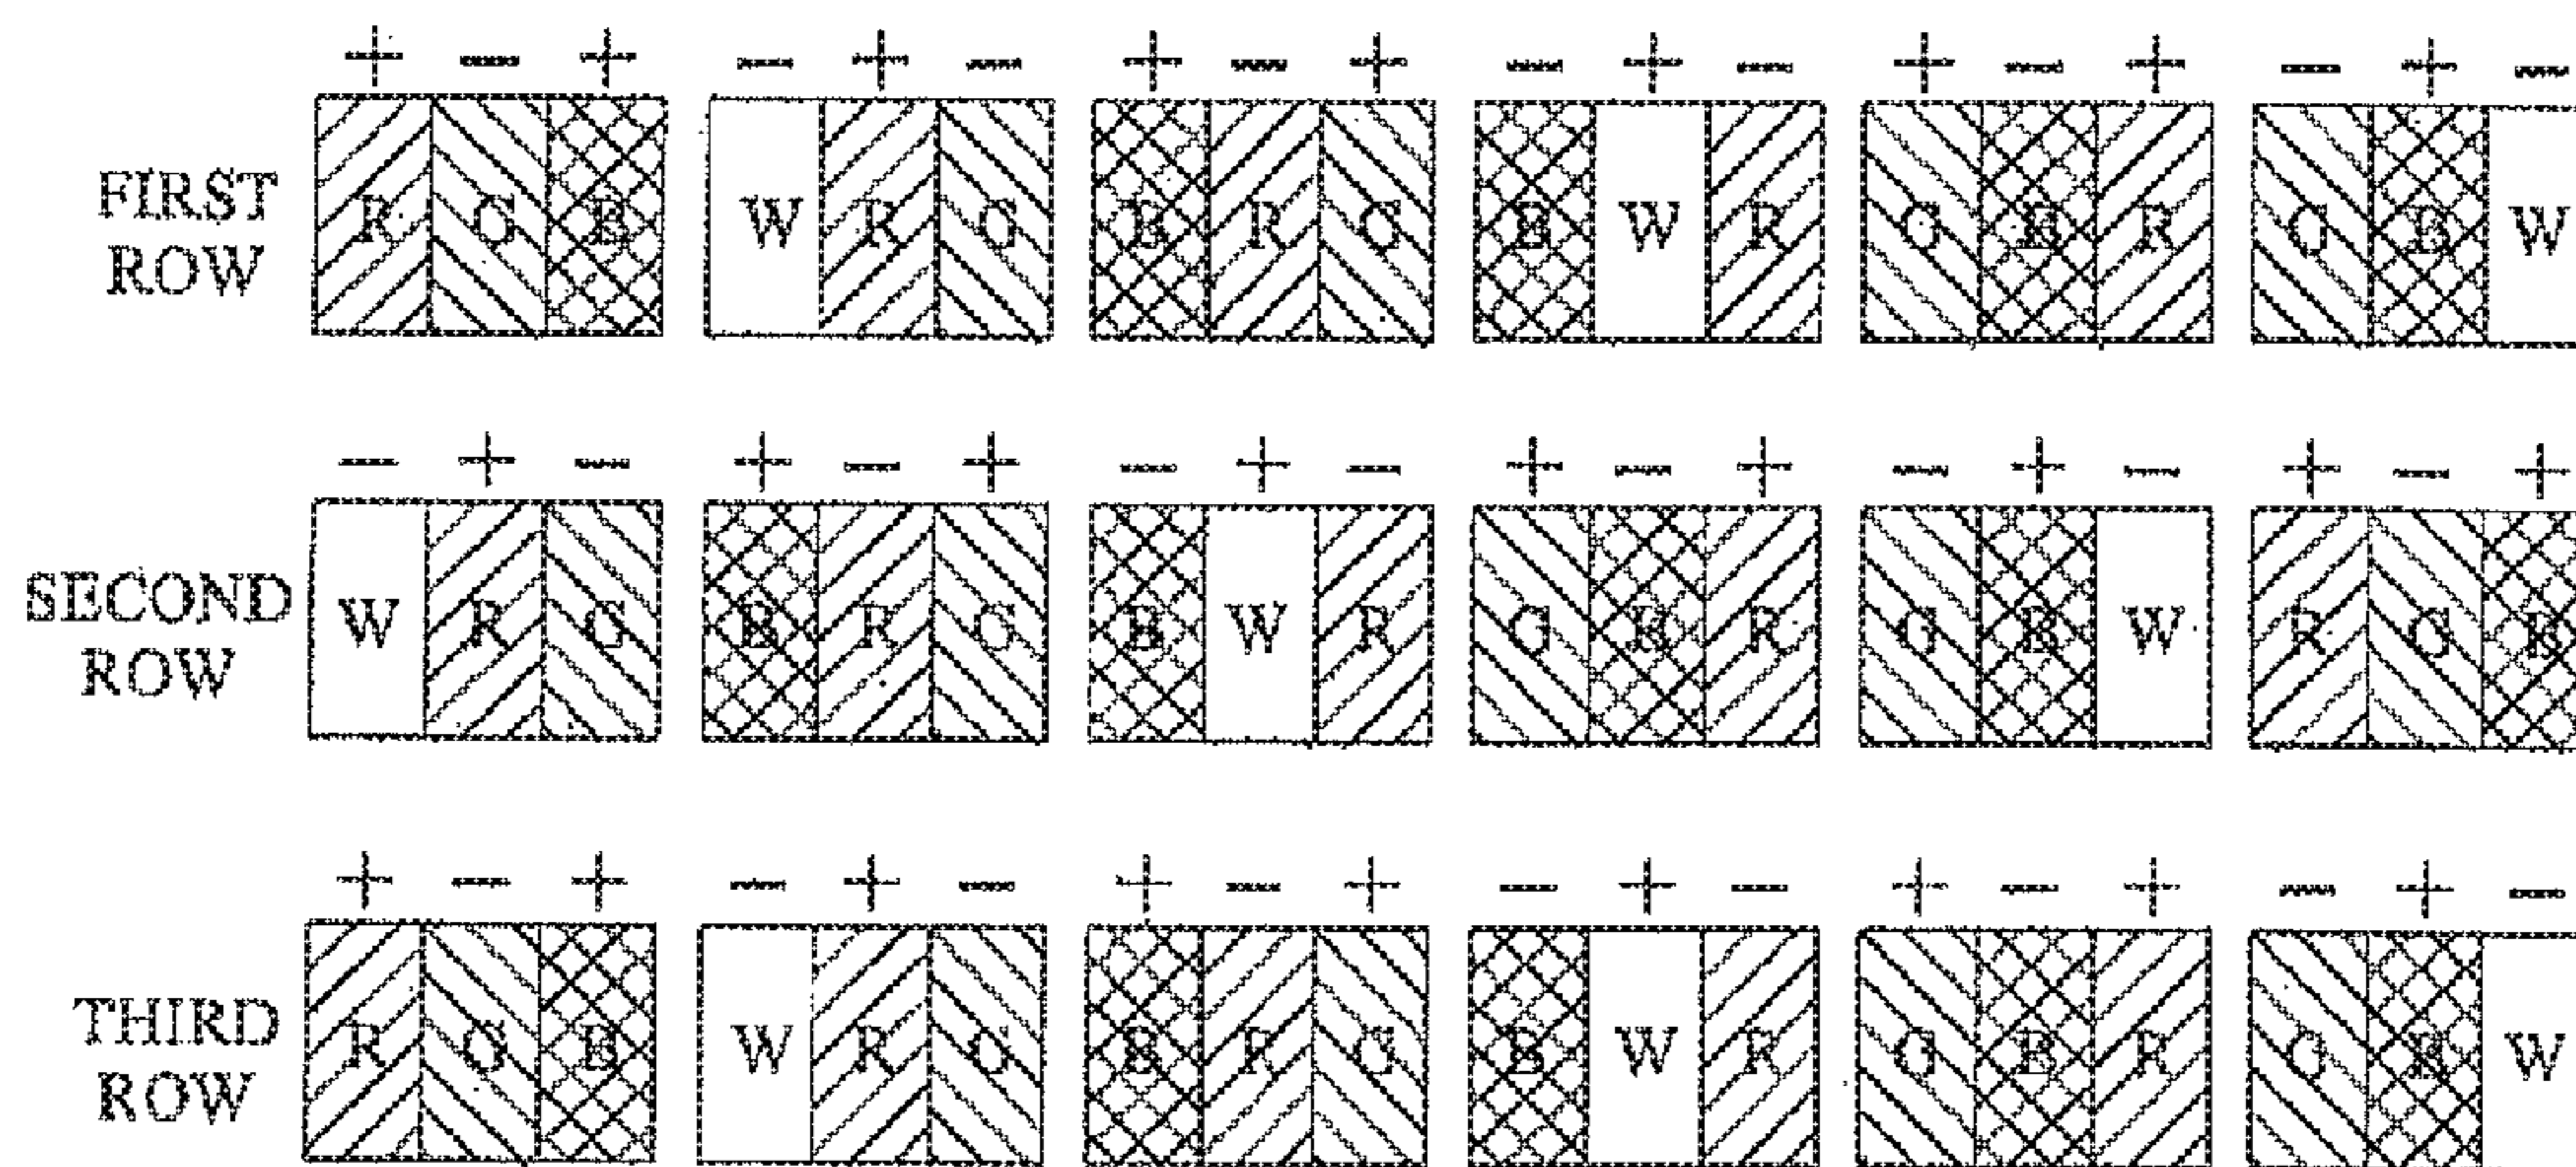 + − + − + − + − + − + − + − + − + −
FIRST ROW
R G B W R G B R G B W R G B R G B W
− + − + − + − + − + − + − + − + − +
SECOND ROW
W R G B R G B W R G B R G B W R G B
+ − + − + − + − + − + − + − + − + −
THIRD ROW
R G B W R G B R G B W R G B R G B W